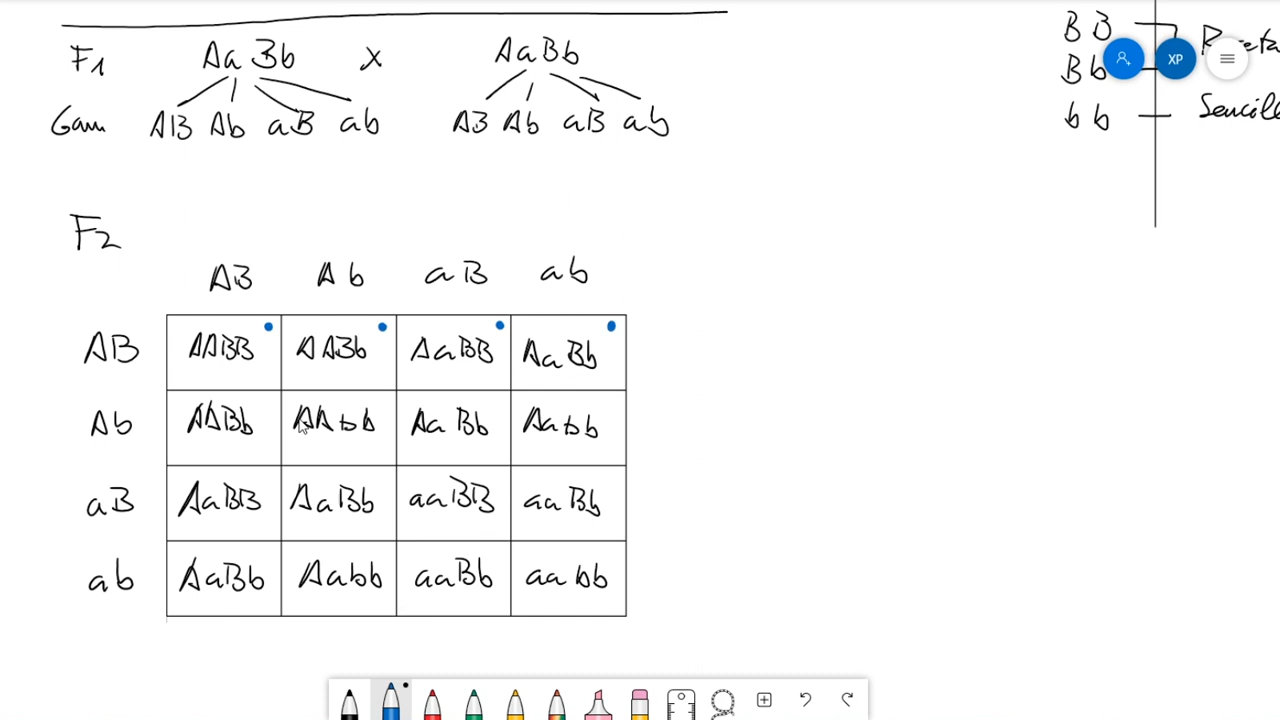 F1 AaBb x AaBb
Gam AB Ab aB ab AB Ab aB ab
BB
Bb
bb
XP
F2
AB Ab aB ab
AB AABB AABb AaBB AaBb
Ab AABb AAbb AaBb Aabb
aB AaBB AaBb aaBB aaBb
ab AaBb Aabb aaBb aabb